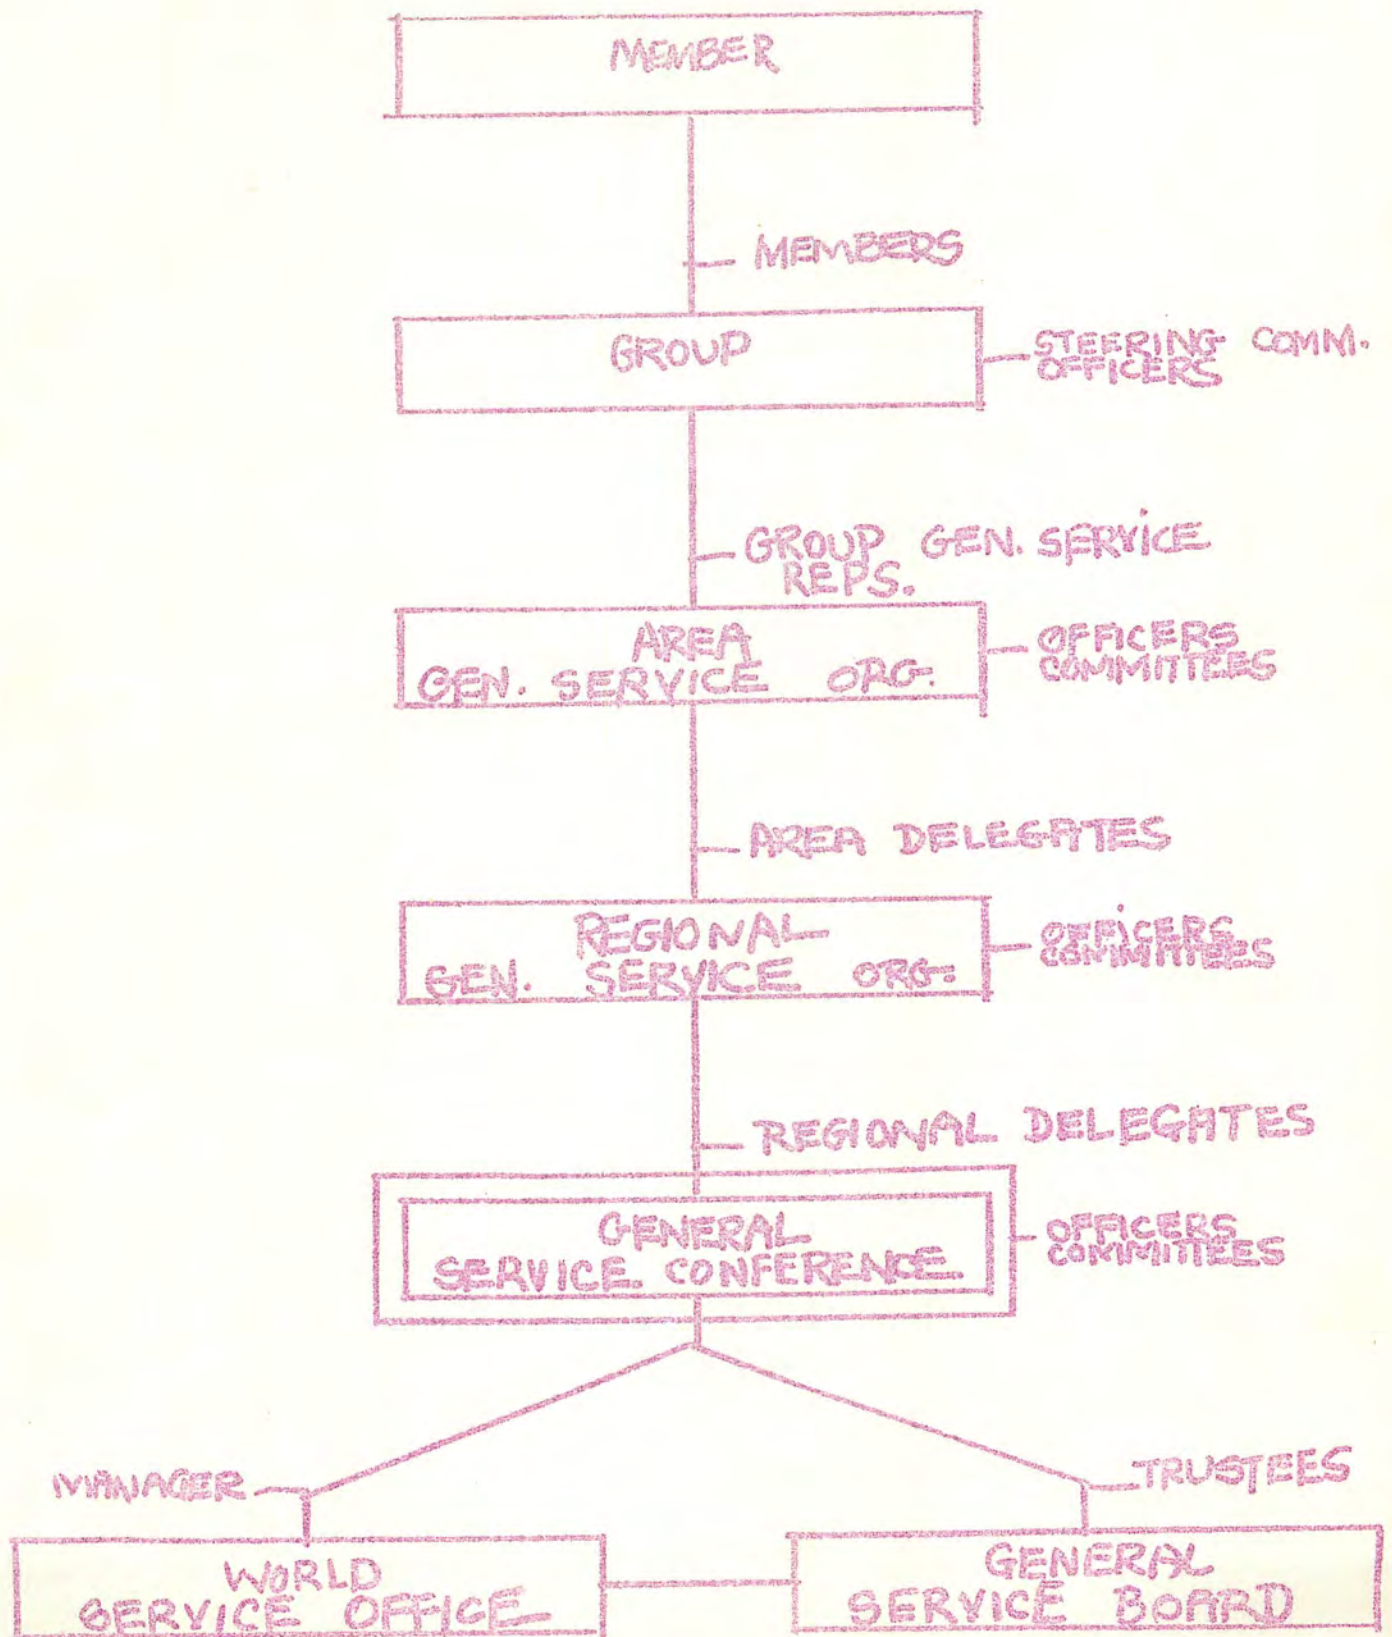 MEMBER
MEMBERS
GROUP
STEERING COMM.
OFFICERS
GROUP GEN. SERVICE
REPS.
AREA
GEN. SERVICE ORG.
OFFICERS
COMMITTEES
AREA DELEGATES
REGIONAL
GEN. SERVICE ORG.
OFFICERS
COMMITTEES
REGIONAL DELEGATES
GENERAL
SERVICE CONFERENCE
OFFICERS
COMMITTEES
MANAGER
TRUSTEES
WORLD
SERVICE OFFICE
GENERAL
SERVICE BOARD